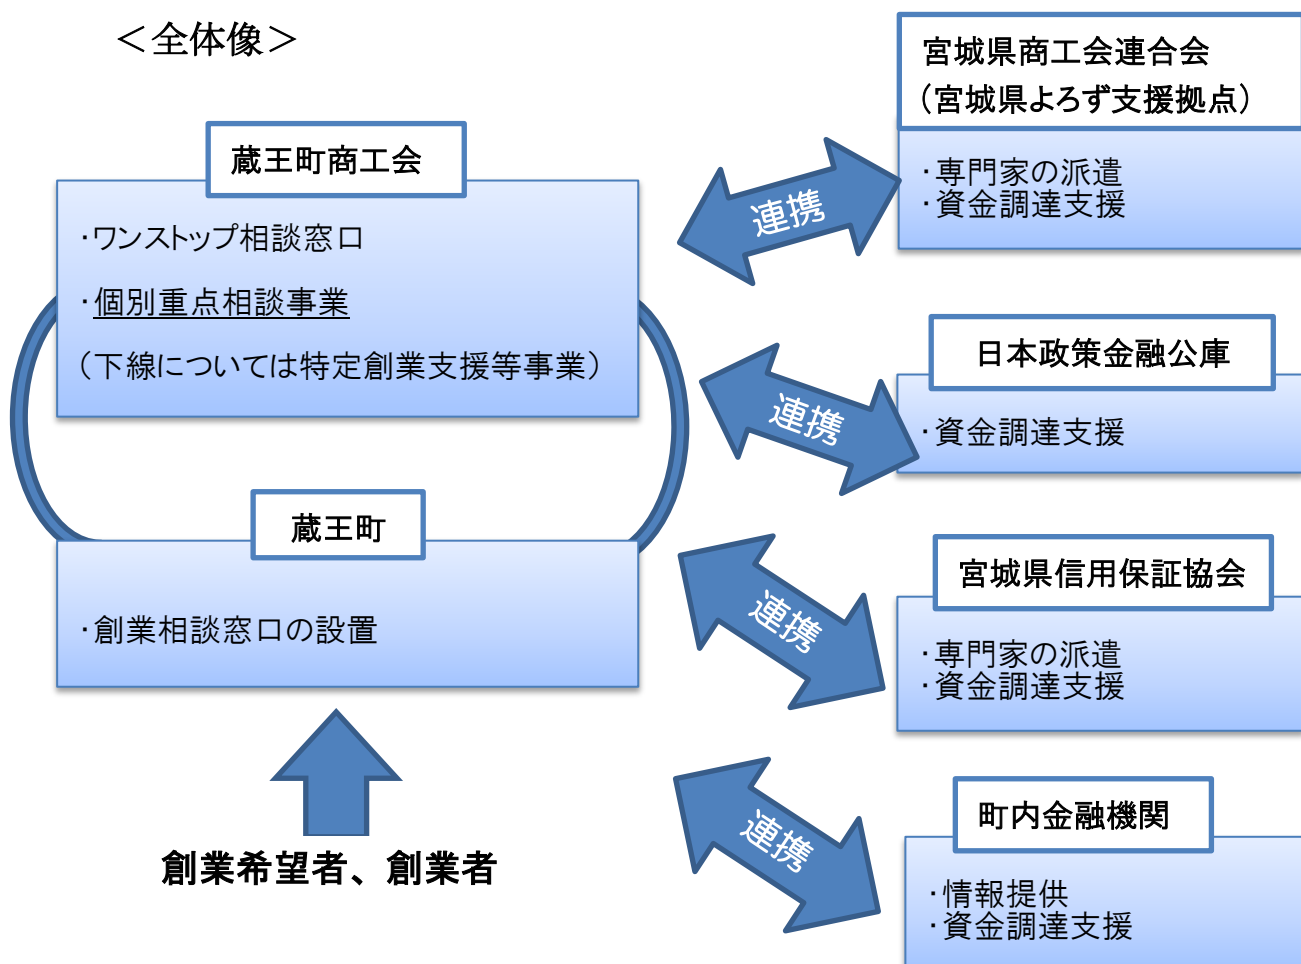 ＜全体像＞
蔵王町商工会
・ワンストップ相談窓口
・個別重点相談事業
（下線については特定創業支援等事業）
蔵王町
・創業相談窓口の設置
創業希望者、創業者
連携
宮城県商工会連合会
（宮城県よろず支援拠点）
・専門家の派遣
・資金調達支援
連携
日本政策金融公庫
・資金調達支援
連携
宮城県信用保証協会
・専門家の派遣
・資金調達支援
連携
町内金融機関
・情報提供
・資金調達支援